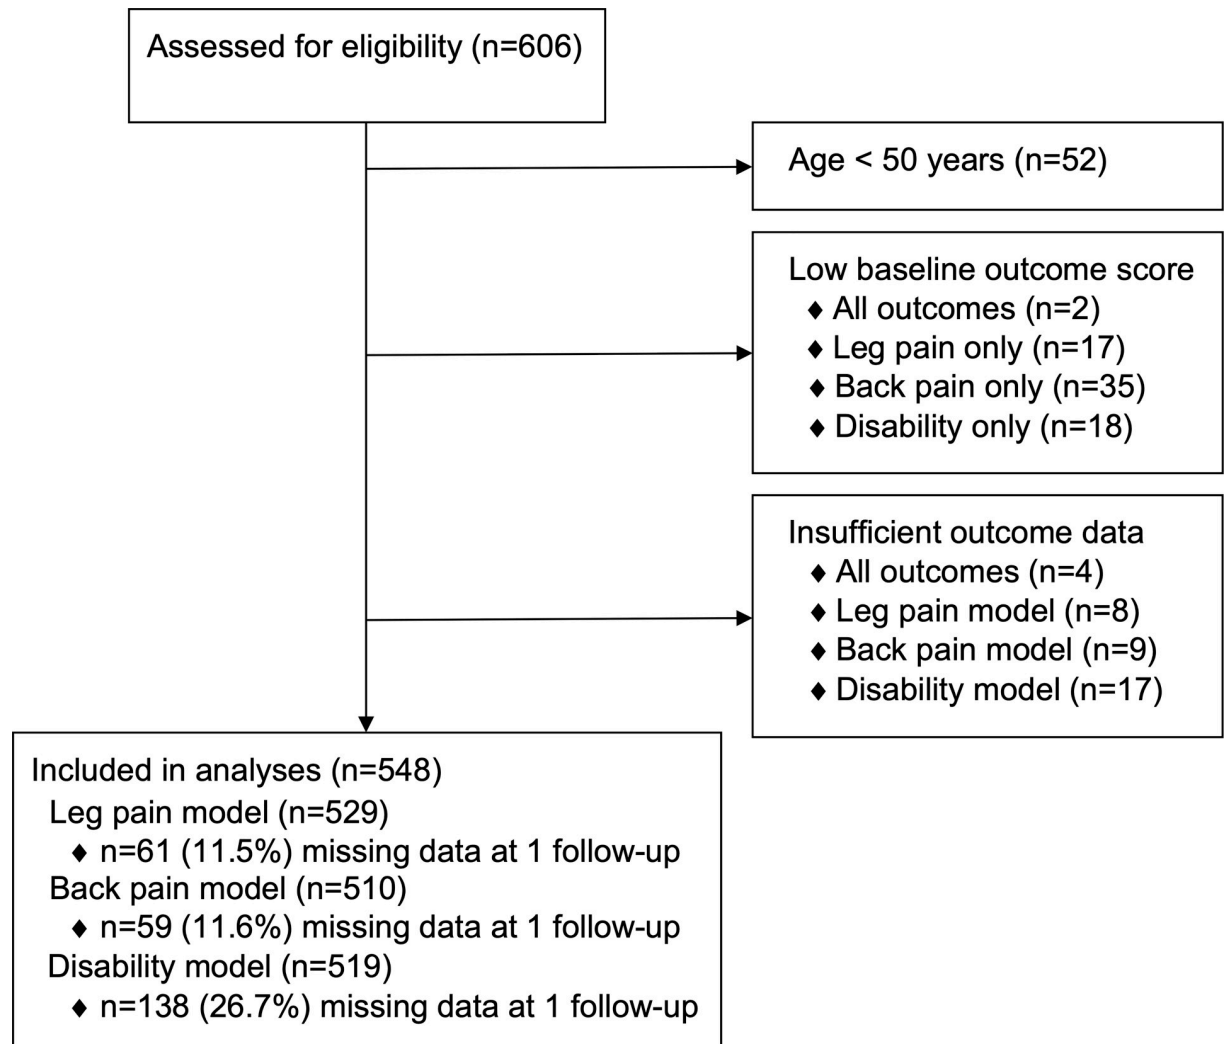 Assessed for eligibility (n=606)
Age < 50 years (n=52)
Low baseline outcome score
♦ All outcomes (n=2)
♦ Leg pain only (n=17)
♦ Back pain only (n=35)
♦ Disability only (n=18)
Insufficient outcome data
♦ All outcomes (n=4)
♦ Leg pain model (n=8)
♦ Back pain model (n=9)
♦ Disability model (n=17)
Included in analyses (n=548)
Leg pain model (n=529)
♦ n=61 (11.5%) missing data at 1 follow-up
Back pain model (n=510)
♦ n=59 (11.6%) missing data at 1 follow-up
Disability model (n=519)
♦ n=138 (26.7%) missing data at 1 follow-up